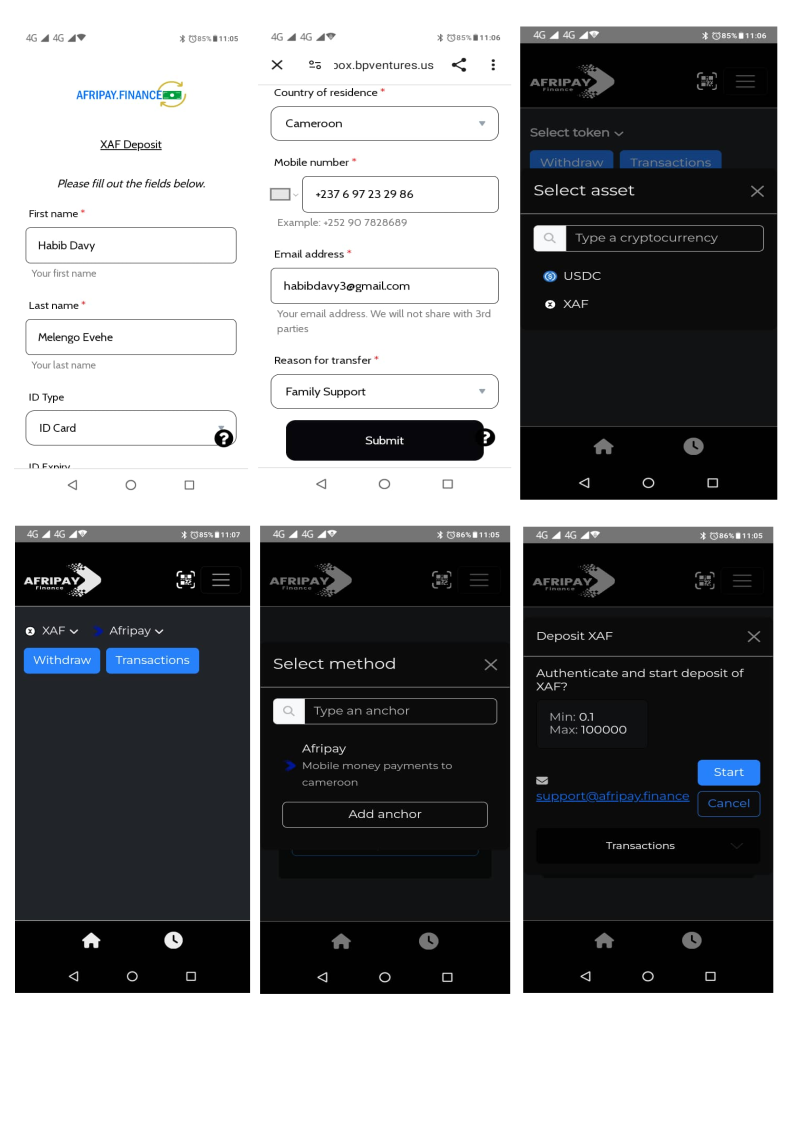 4G 4G 85% 11:05
AFRIPAY.FINANCE
XAF Deposit
Please fill out the fields below.
First name *
Habib Davy
Your first name
Last name *
Melengo Evehe
Your last name
ID Type
ID Card
?
ID Expiry
4G 4G 85% 11:06
box.bpventures.us
Country of residence *
Cameroon
Mobile number *
+237 6 97 23 29 86
Example: +252 90 7828689
Email address *
habibdavy3@gmail.com
Your email address. We will not share with 3rd
parties
Reason for transfer *
Family Support
Submit
?
4G 4G 85% 11:06
AFRIPAY
Finance
Select token
Withdraw Transactions
Select asset
Type a cryptocurrency
USDC
XAF
4G 4G 85% 11:07
AFRIPAY
Finance
XAF Afripay
Withdraw Transactions
4G 4G 86% 11:05
AFRIPAY
Finance
Select method
Type an anchor
Afripay
Mobile money payments to
cameroon
Add anchor
4G 4G 86% 11:05
AFRIPAY
Finance
Deposit XAF
Authenticate and start deposit of
XAF?
Min: 0.1
Max: 100000
Start
support@afripay.finance
Cancel
Transactions